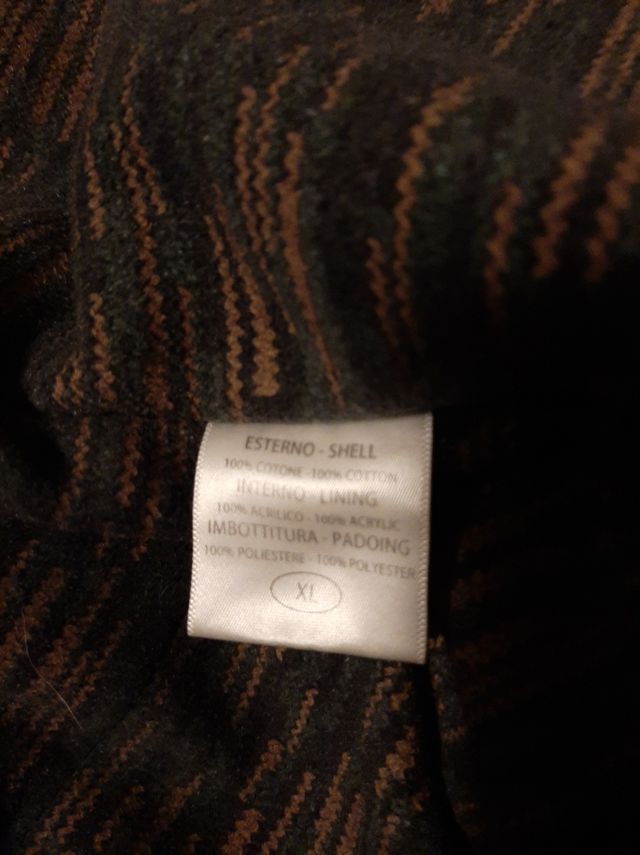 ESTERNO - SHELL
100% COTONE -100% COTTON
INTERNO - LINING
100% ACRILICO - 100% ACRYLIC
IMBOTTITURA - PADOING
100% POLIESTERE - 100% POLYESTER
XL